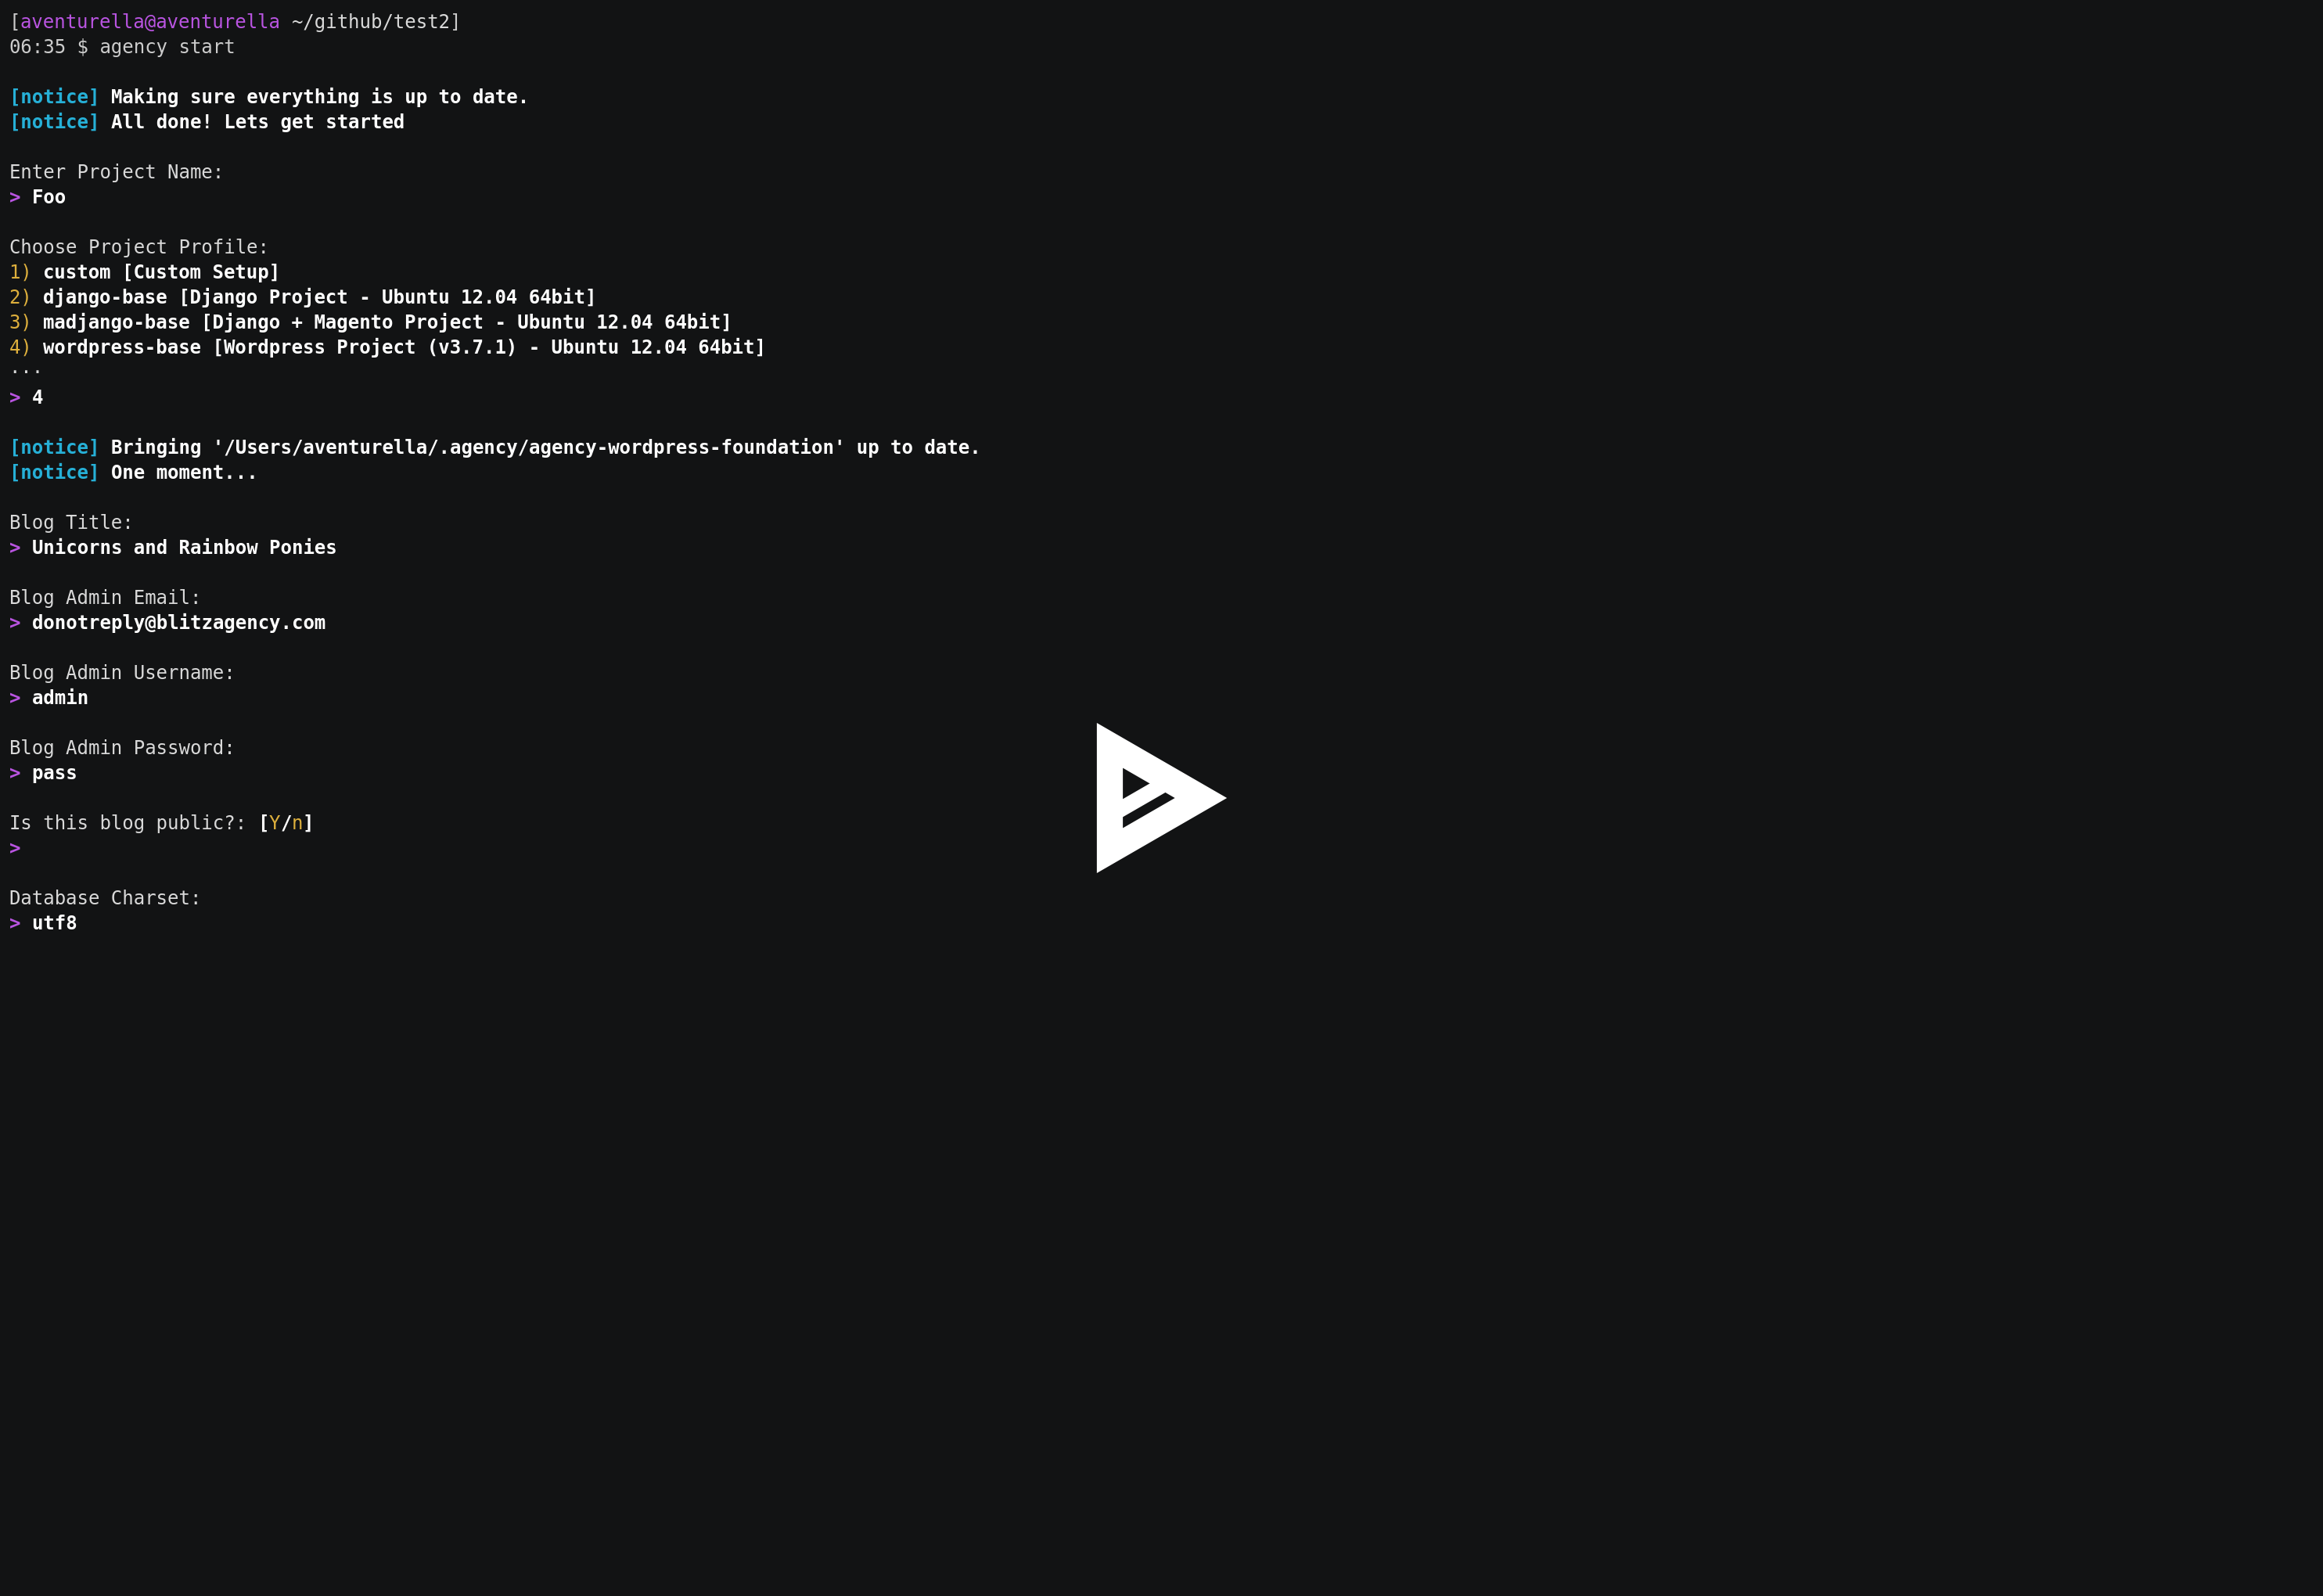 [aventurella@aventurella ~/github/test2]
06:35 $ agency start
[notice] Making sure everything is up to date.
[notice] All done! Lets get started
Enter Project Name:
> Foo
Choose Project Profile:
1) custom [Custom Setup]
2) django-base [Django Project - Ubuntu 12.04 64bit]
3) madjango-base [Django + Magento Project - Ubuntu 12.04 64bit]
4) wordpress-base [Wordpress Project (v3.7.1) - Ubuntu 12.04 64bit]
...
> 4
[notice] Bringing '/Users/aventurella/.agency/agency-wordpress-foundation' up to date.
[notice] One moment...
Blog Title:
> Unicorns and Rainbow Ponies
Blog Admin Email:
> donotreply@blitzagency.com
Blog Admin Username:
> admin
Blog Admin Password:
> pass
Is this blog public?: [Y/n]
>
Database Charset:
> utf8